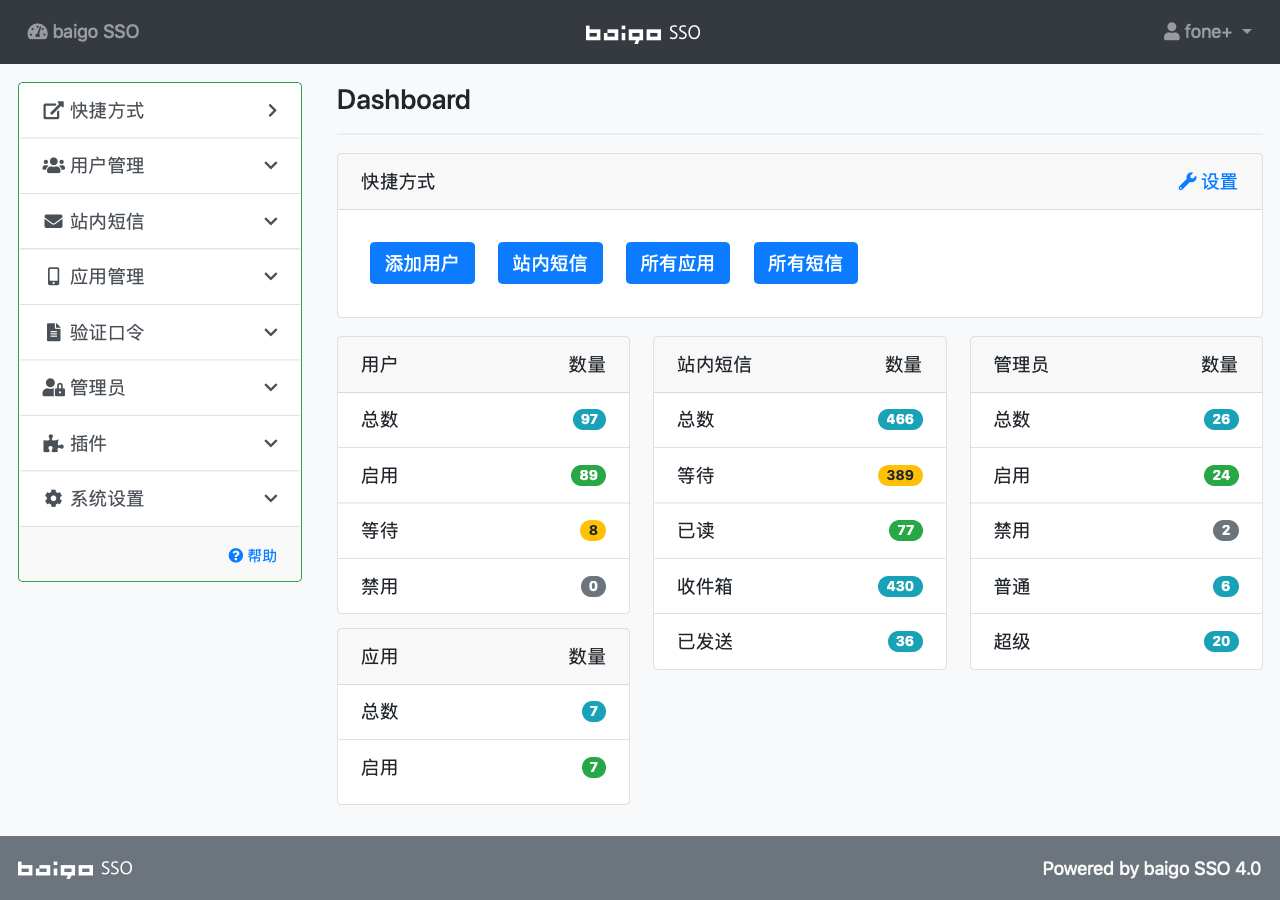 baigo SSO
baigo SSO
fone+
快捷方式
用户管理
站内短信
应用管理
验证口令
管理员
插件
系统设置
帮助
Dashboard
快捷方式 设置
添加用户 站内短信 所有应用 所有短信
用户 数量
总数 97
启用 89
等待 8
禁用 0
应用 数量
总数 7
启用 7
站内短信 数量
总数 466
等待 389
已读 77
收件箱 430
已发送 36
管理员 数量
总数 26
启用 24
禁用 2
普通 6
超级 20
baigo SSO
Powered by baigo SSO 4.0